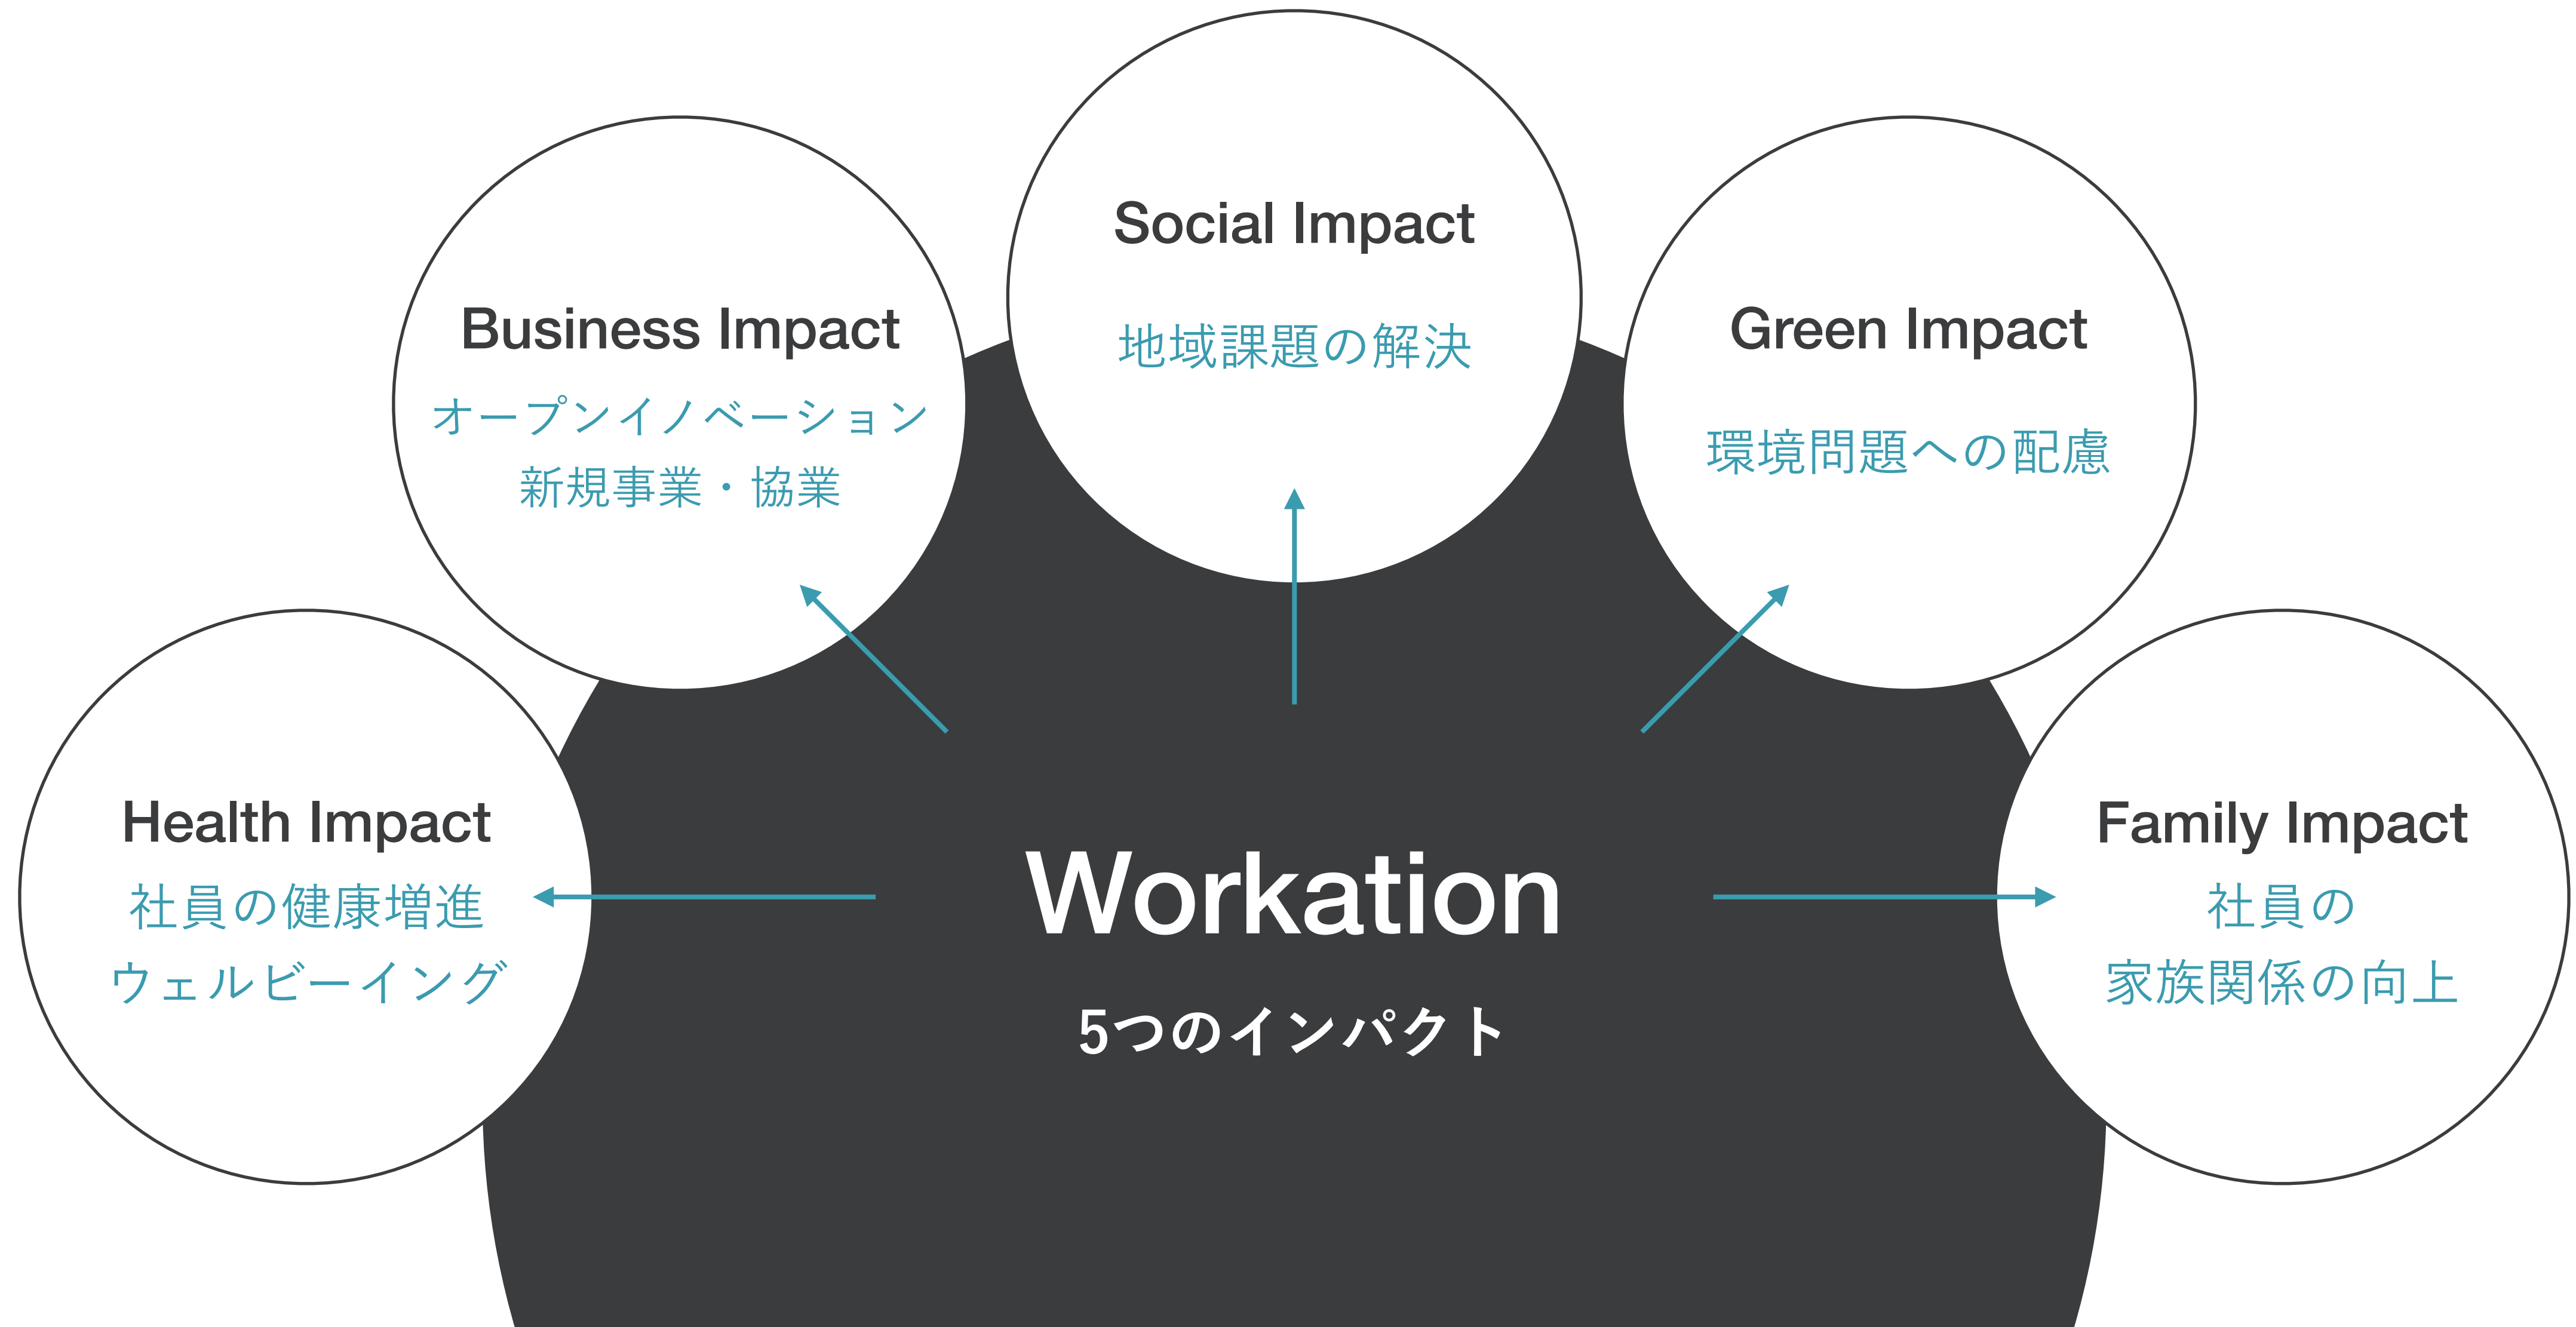 Social Impact
地域課題の解決
Business Impact
オープンイノベーション
新規事業・協業
Green Impact
環境問題への配慮
Health Impact
社員の健康増進
ウェルビーイング
Family Impact
社員の
家族関係の向上
Workation
5つのインパクト